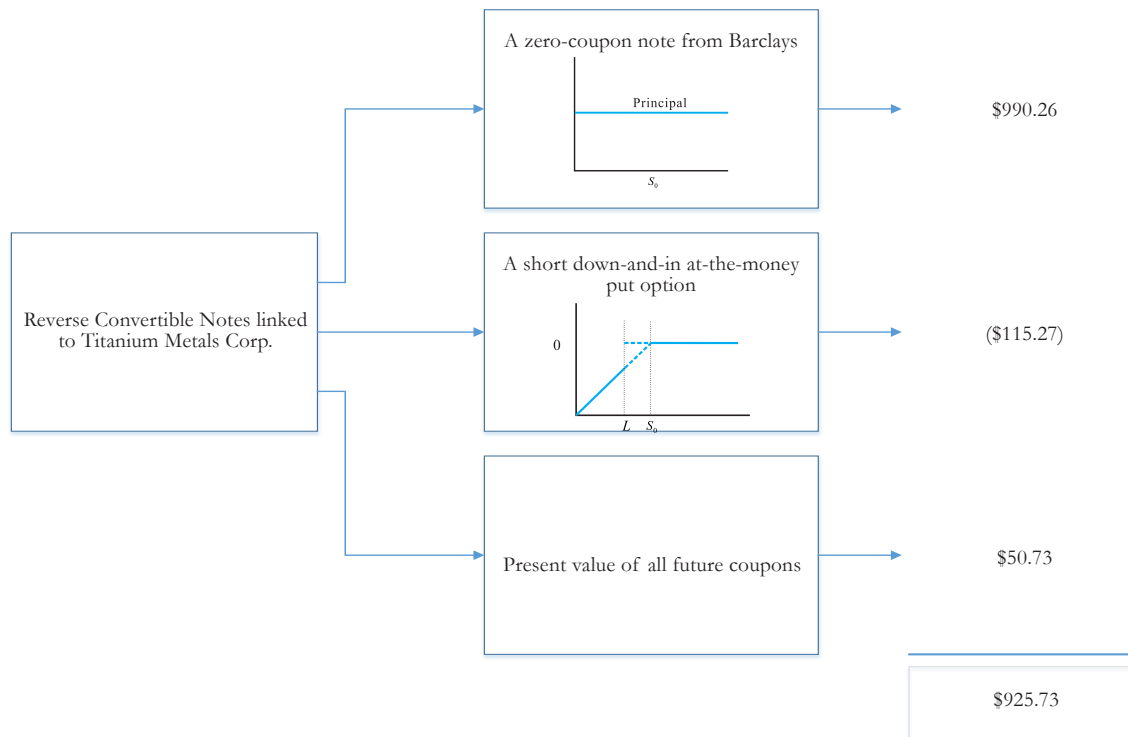 A zero-coupon note from Barclays
Principal
S₀
$990.26
Reverse Convertible Notes linked
to Titanium Metals Corp.
A short down-and-in at-the-money
put option
0
L S₀
($115.27)
Present value of all future coupons
$50.73
$925.73